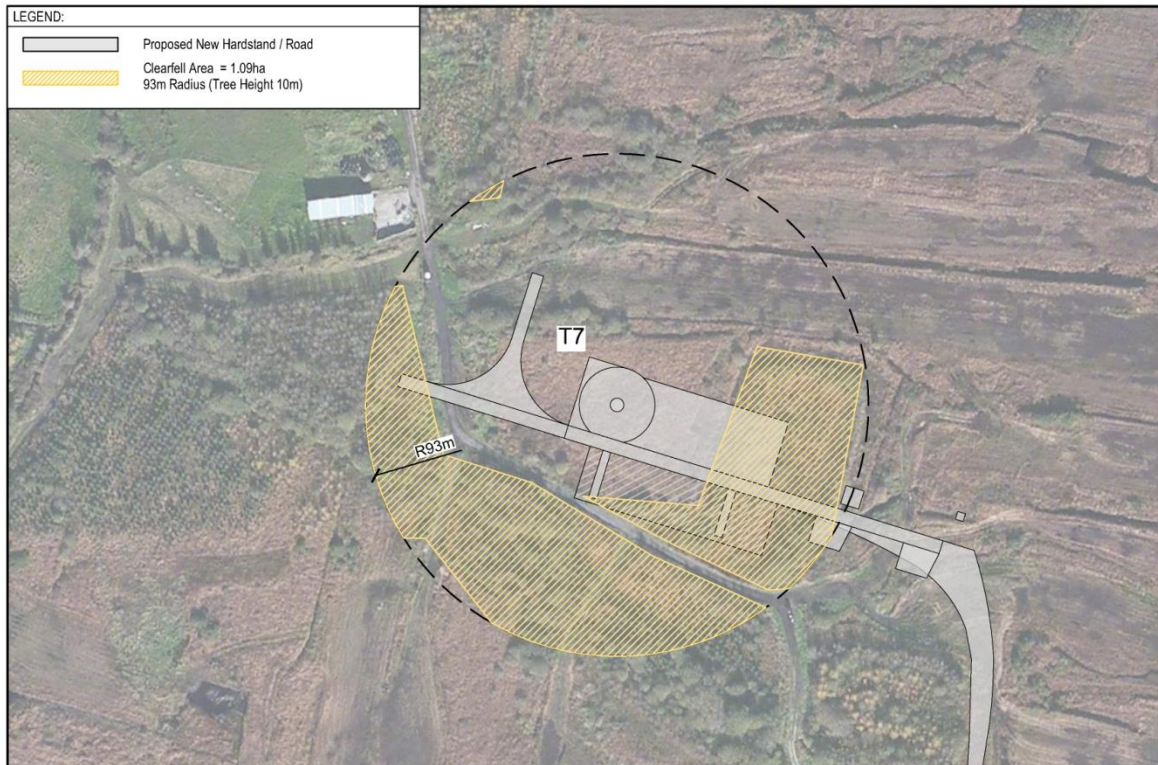 LEGEND:
Proposed New Hardstand / Road
Clearfell Area = 1.09ha
93m Radius (Tree Height 10m)
T7
R93m